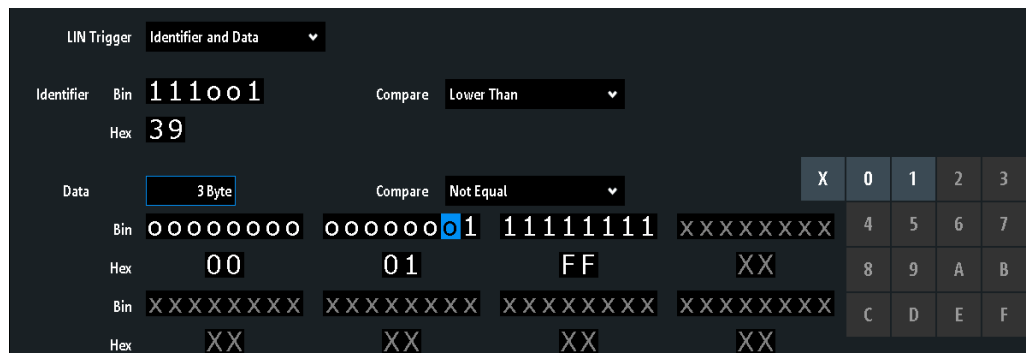 LIN Trigger Identifier and Data
Identifier Bin 111oo1 Compare Lower Than
Hex 39
Data 3 Byte Compare Not Equal
Bin oooooooo ooooooo1 11111111 XXXXXXXX
Hex 00 01 FF XX
Bin XXXXXXXX XXXXXXXX XXXXXXXX XXXXXXXX
Hex XX XX XX XX
X 0 1 2 3
4 5 6 7
8 9 A B
C D E F